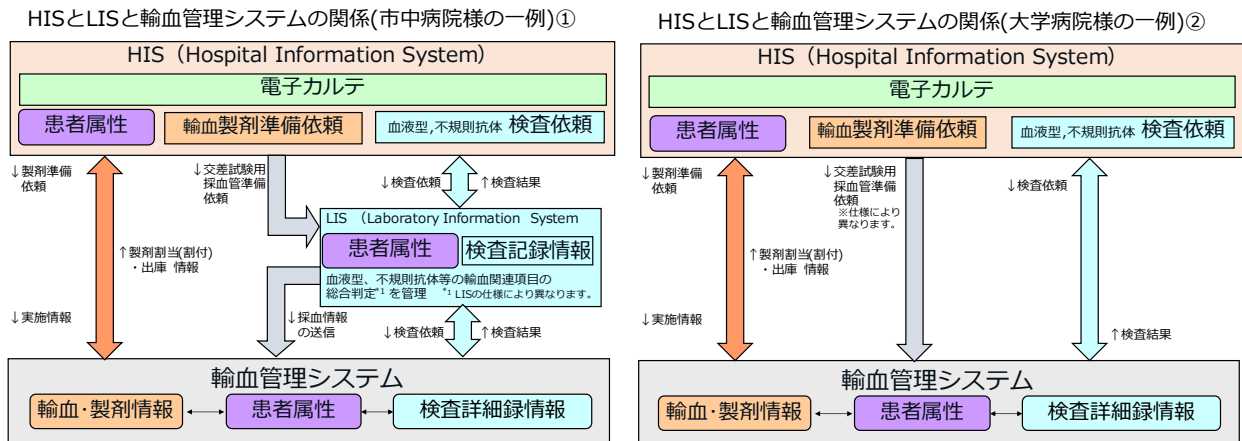 HISとLISと輸血管理システムの関係(市中病院様の一例)①
HIS（Hospital Information System）
電子カルテ
患者属性
輸血製剤準備依頼
血液型,不規則抗体 検査依頼
↓製剤準備
依頼
↓交差試験用
採血管準備
依頼
↓検査依頼
↑検査結果
LIS （Laboratory Information System
患者属性
検査記録情報
血液型、不規則抗体等の輸血関連項目の
総合判定*1 を管理 *1 LISの仕様により異なります。
↑製剤割当(割付)
・出庫 情報
↓実施情報
↓採血情報
の送信
↓検査依頼
↑検査結果
輸血管理システム
輸血・製剤情報
患者属性
検査詳細録情報
HISとLISと輸血管理システムの関係(大学病院様の一例)②
HIS（Hospital Information System）
電子カルテ
患者属性
輸血製剤準備依頼
血液型,不規則抗体 検査依頼
↓製剤準備
依頼
↓交差試験用
採血管準備
依頼
※仕様により
異なります。
↓検査依頼
↑製剤割当(割付)
・出庫 情報
↓実施情報
↑検査結果
輸血管理システム
輸血・製剤情報
患者属性
検査詳細録情報